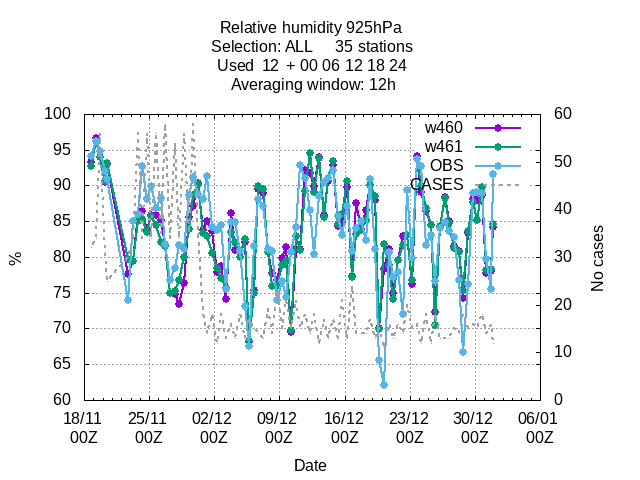 Relative humidity 925hPa
Selection: ALL 35 stations
Used 12 + 00 06 12 18 24
Averaging window: 12h
w460
w461
OBS
CASES
100
95
90
85
80
75
70
65
60
%
60
50
40
30
20
10
0
No cases
18/11 25/11 02/12 09/12 16/12 23/12 30/12 06/01
00Z 00Z 00Z 00Z 00Z 00Z 00Z 00Z
Date